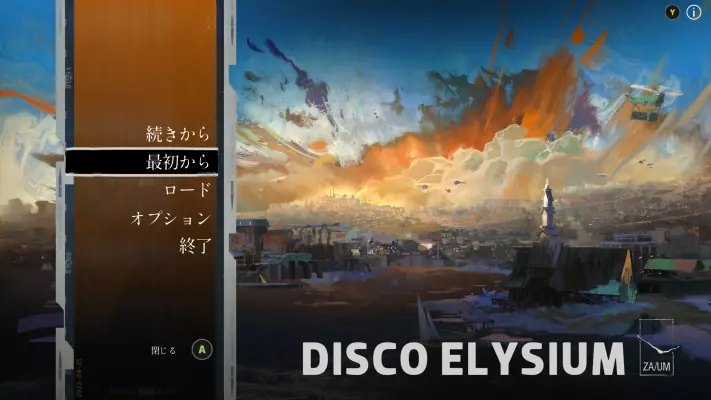 Y
続きから
最初から
ロード
オプション
終了
閉じる A
DISCO ELYSIUM
ZA/UM